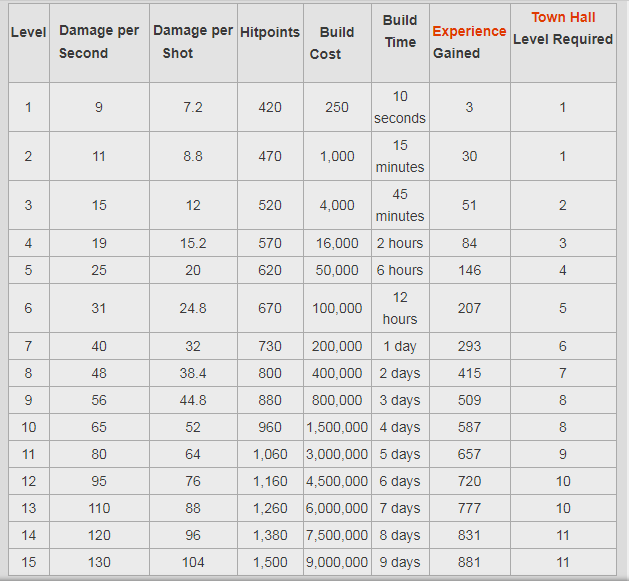 Level Damage per Second Damage per Shot Hitpoints Build Cost Build Time Experience Gained Town Hall Level Required
1 9 7.2 420 250 10 seconds 3 1
2 11 8.8 470 1,000 15 minutes 30 1
3 15 12 520 4,000 45 minutes 51 2
4 19 15.2 570 16,000 2 hours 84 3
5 25 20 620 50,000 6 hours 146 4
6 31 24.8 670 100,000 12 hours 207 5
7 40 32 730 200,000 1 day 293 6
8 48 38.4 800 400,000 2 days 415 7
9 56 44.8 880 800,000 3 days 509 8
10 65 52 960 1,500,000 4 days 587 8
11 80 64 1,060 3,000,000 5 days 657 9
12 95 76 1,160 4,500,000 6 days 720 10
13 110 88 1,260 6,000,000 7 days 777 10
14 120 96 1,380 7,500,000 8 days 831 11
15 130 104 1,500 9,000,000 9 days 881 11